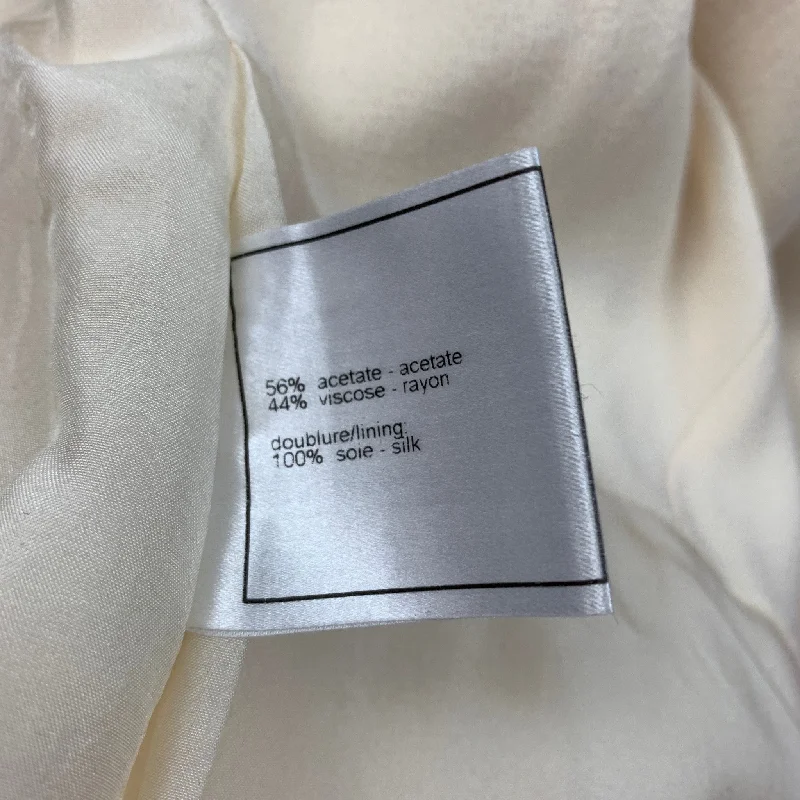 56% acetate - acetate
44% viscose - rayon
doublure/lining:
100% soie - silk